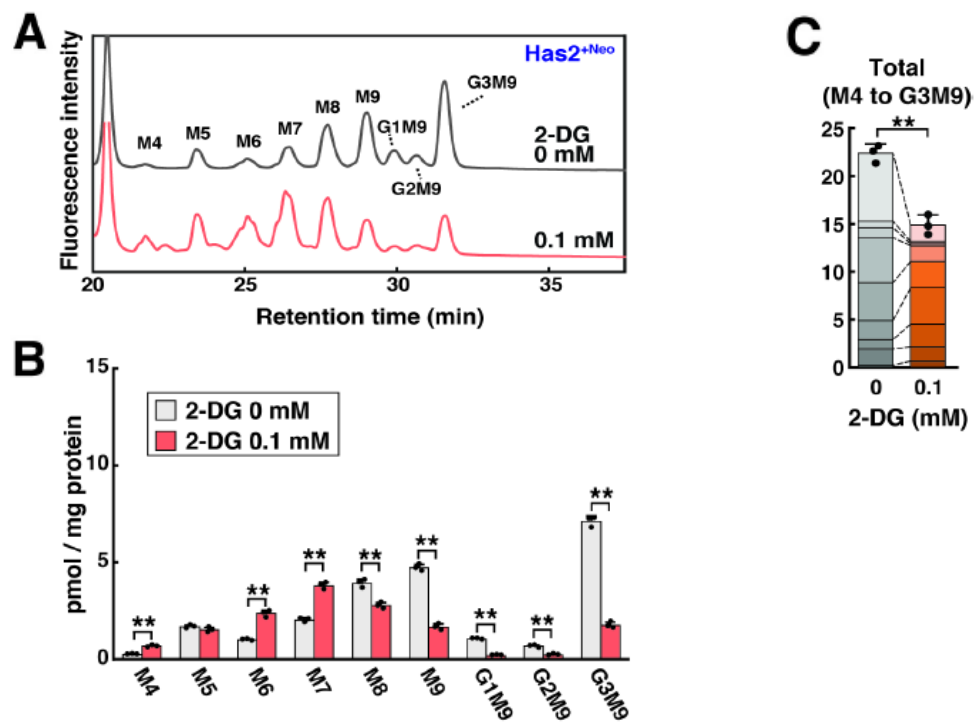 A
Fluorescence intensity
Has2+Neo
M4
M5
M6
M7
M8
M9
G1M9
G2M9
G3M9
2-DG
0 mM
0.1 mM
20
25
30
35
Retention time (min)
B
pmol / mg protein
15
10
5
0
2-DG 0 mM
2-DG 0.1 mM
**
**
**
**
**
**
**
**
M4
M5
M6
M7
M8
M9
G1M9
G2M9
G3M9
C
Total
(M4 to G3M9)
**
25
20
15
10
5
0
0
0.1
2-DG (mM)